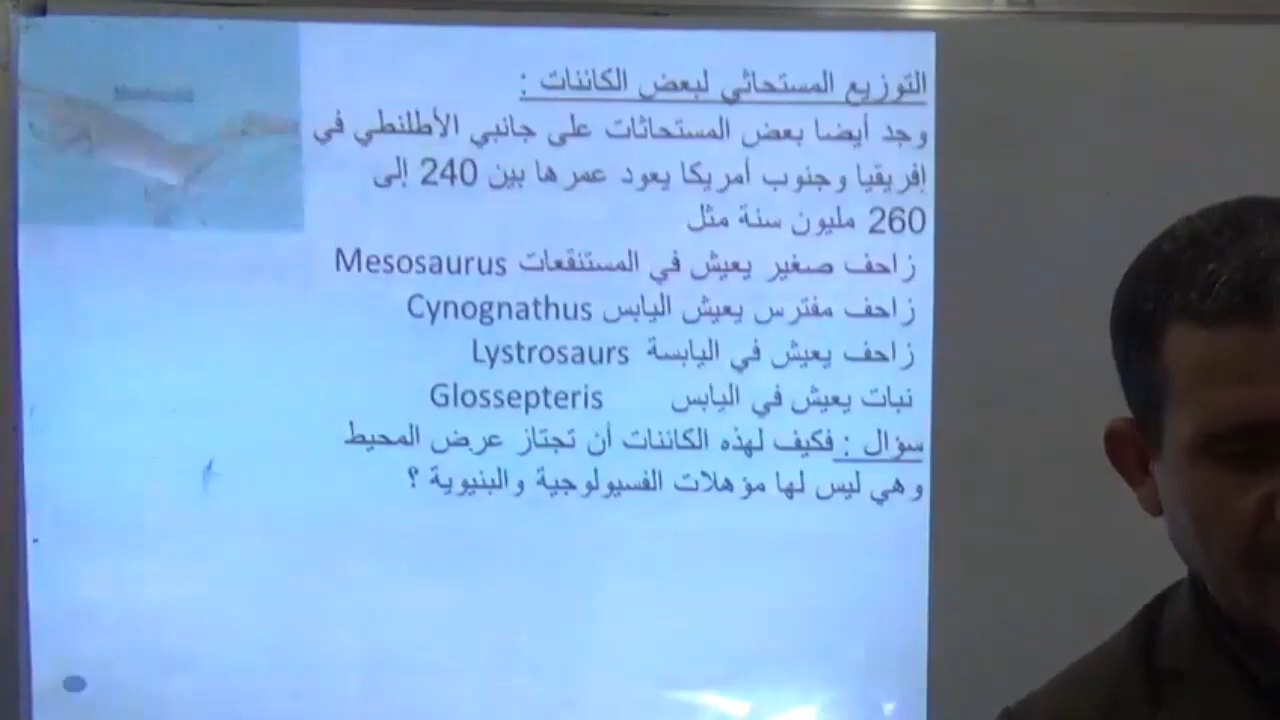 التوزيع المستحاثي لبعض الكائنات :
وجد أيضا بعض المستحاثات على جانبي الأطلنطي في
إفريقيا وجنوب أمريكا يعود عمرها بين 240 إلى
260 مليون سنة مثل
زاحف صغير يعيش في المستنقعات Mesosaurus
زاحف مفترس يعيش اليابس Cynognathus
زاحف يعيش في اليابسة Lystrosaurs
نبات يعيش في اليابس Glossepteris
سؤال : فكيف لهذه الكائنات أن تجتاز عرض المحيط
وهي ليس لها مؤهلات الفسيولوجية والبنيوية ؟